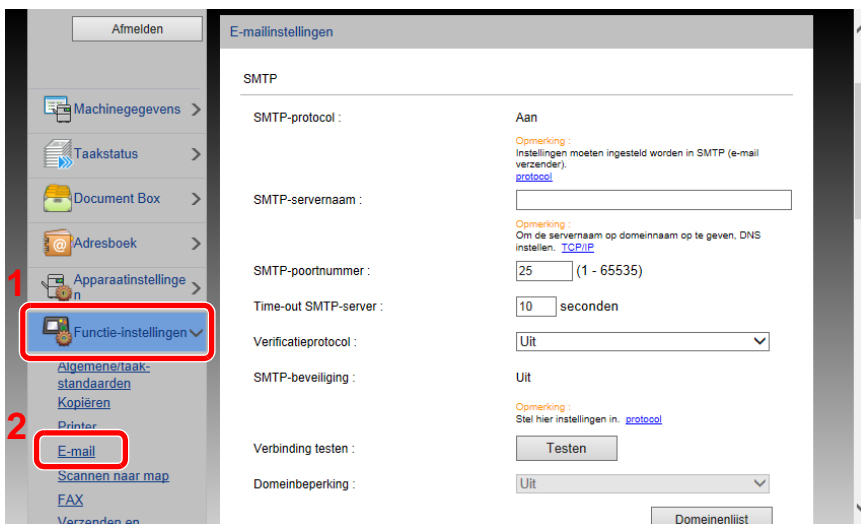 Afmelden
Machinegegevens
Taakstatus
Document Box
Adresboek
1
Apparaatinstellinge
n
Functie-instellingen
Algemene/taak-
standaarden
Kopiëren
Printer
2
E-mail
Scannen naar map
FAX
Verzenden en
E-mailinstellingen
SMTP
SMTP-protocol :
Aan
Opmerking :
Instellingen moeten ingesteld worden in SMTP (e-mail
verzender).
protocol
SMTP-servernaam :
Opmerking :
Om de servernaam op domeinnaam op te geven, DNS
instellen. TCP/IP
SMTP-poortnummer :
25 (1 - 65535)
Time-out SMTP-server :
10 seconden
Verificatieprotocol :
Uit
SMTP-beveiliging :
Uit
Opmerking :
Stel hier instellingen in. protocol
Verbinding testen :
Testen
Domeinbeperking :
Uit
Domeinenlijst